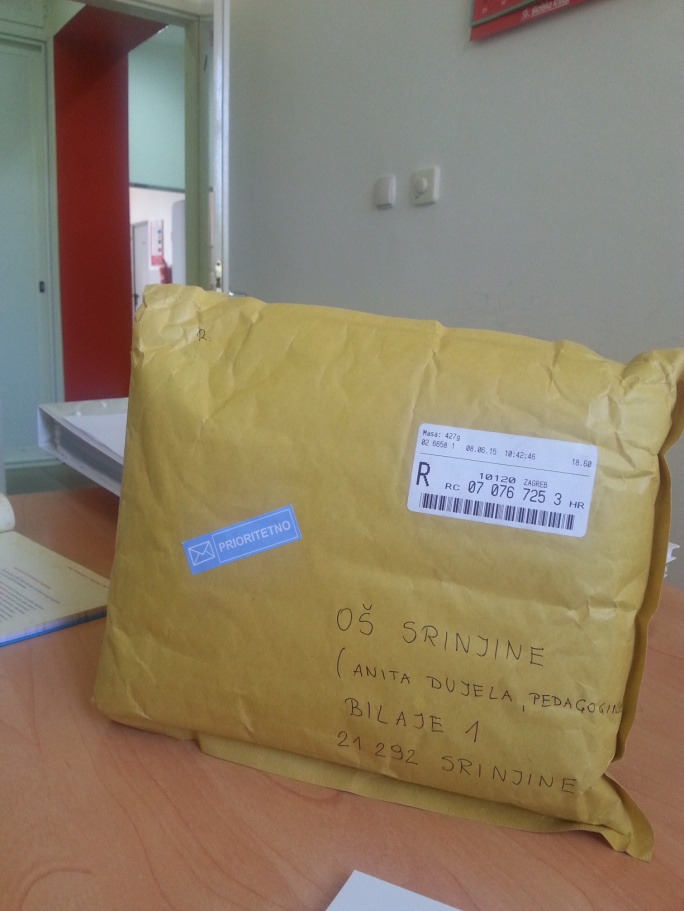 Masa: 427g
02 6650 1 08.06.15 10:42:46 18.60
R
10120 ZAGREB
RC 07 076 725 3 HR
PRIORITETNO
OŠ SRINJINE
(ANITA DUJELA, PEDAGOGINJA
BILAJE 1
21 292 SRINJINE